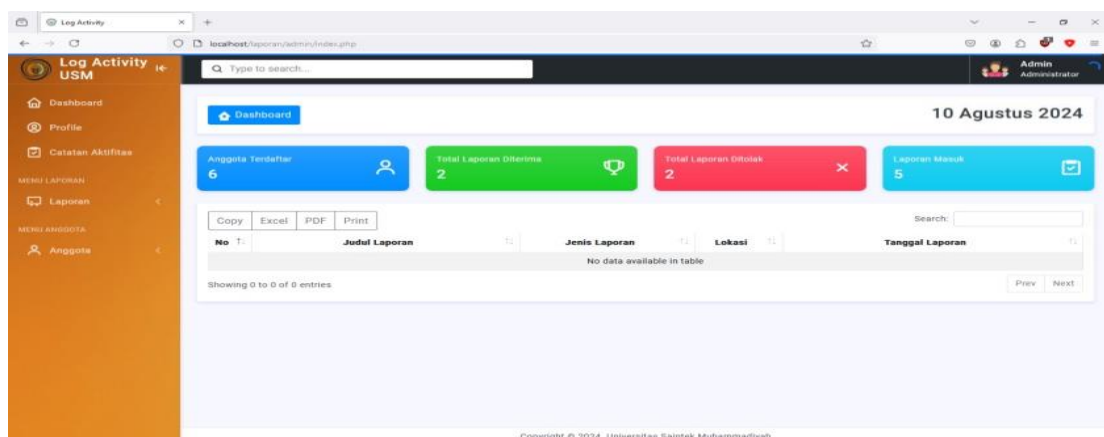 Log Activity
localhost/laporan/admin/index.php
Log Activity
USM
Type to search...
Admin
Administrator
Dashboard
Profile
Catatan Aktifitas
MENU LAPORAN
Laporan
MENU ANGGOTA
Anggota
Dashboard
10 Agustus 2024
Anggota Terdaftar
6
Total Laporan Diterima
2
Total Laporan Ditolak
2
Laporan Masuk
5
Copy Excel PDF Print
Search:
No Judul Laporan Jenis Laporan Lokasi Tanggal Laporan
No data available in table
Showing 0 to 0 of 0 entries
Prev Next
Copyright © 2024 Universitas Saintek Muhammadiyah